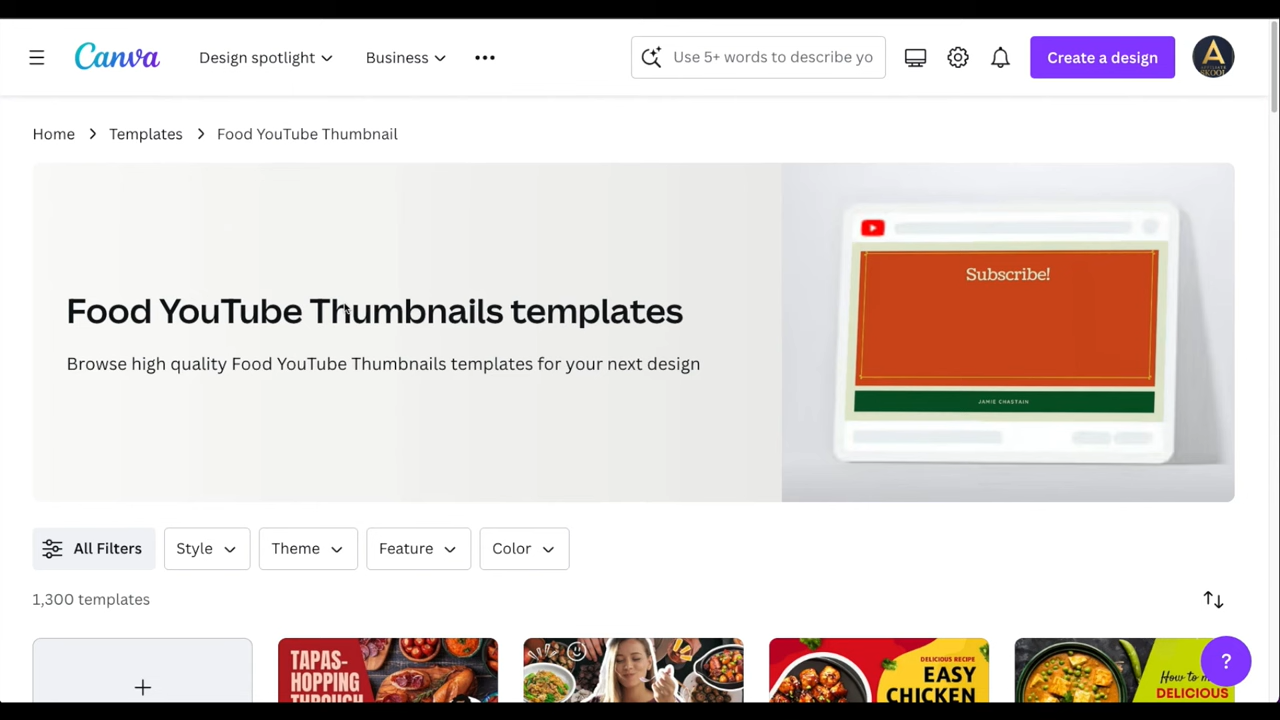 Canva
Design spotlight
Business
Use 5+ words to describe yo
Create a design
A
SKOOL
Home
Templates
Food YouTube Thumbnail
Food YouTube Thumbnails templates
Browse high quality Food YouTube Thumbnails templates for your next design
Subscribe!
JAMIE CHASTAIN
All Filters
Style
Theme
Feature
Color
1,300 templates
TAPAS-
HOPPING
THROUGH
DELICIOUS RECIPE
EASY
CHICKEN
How to m
DELICIOUS
?